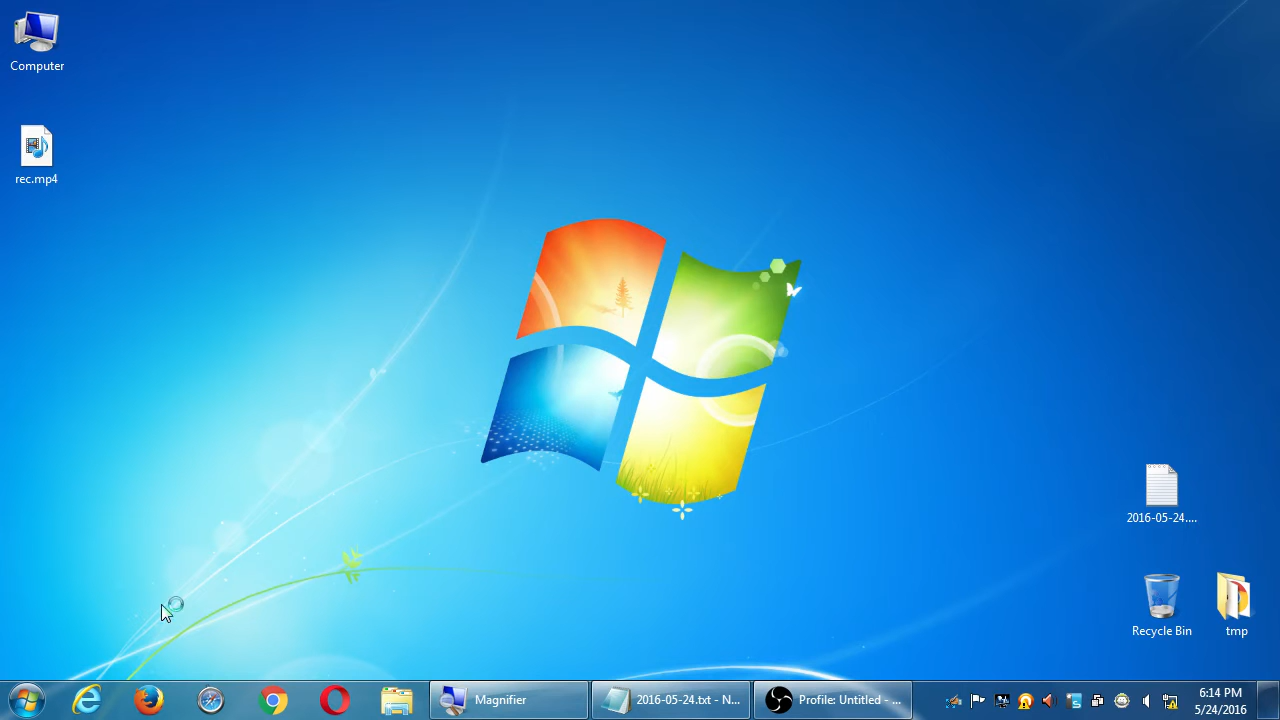 Computer
rec.mp4
2016-05-24....
Recycle Bin
tmp
Magnifier
2016-05-24.txt - N...
Profile: Untitled - ...
6:14 PM
5/24/2016